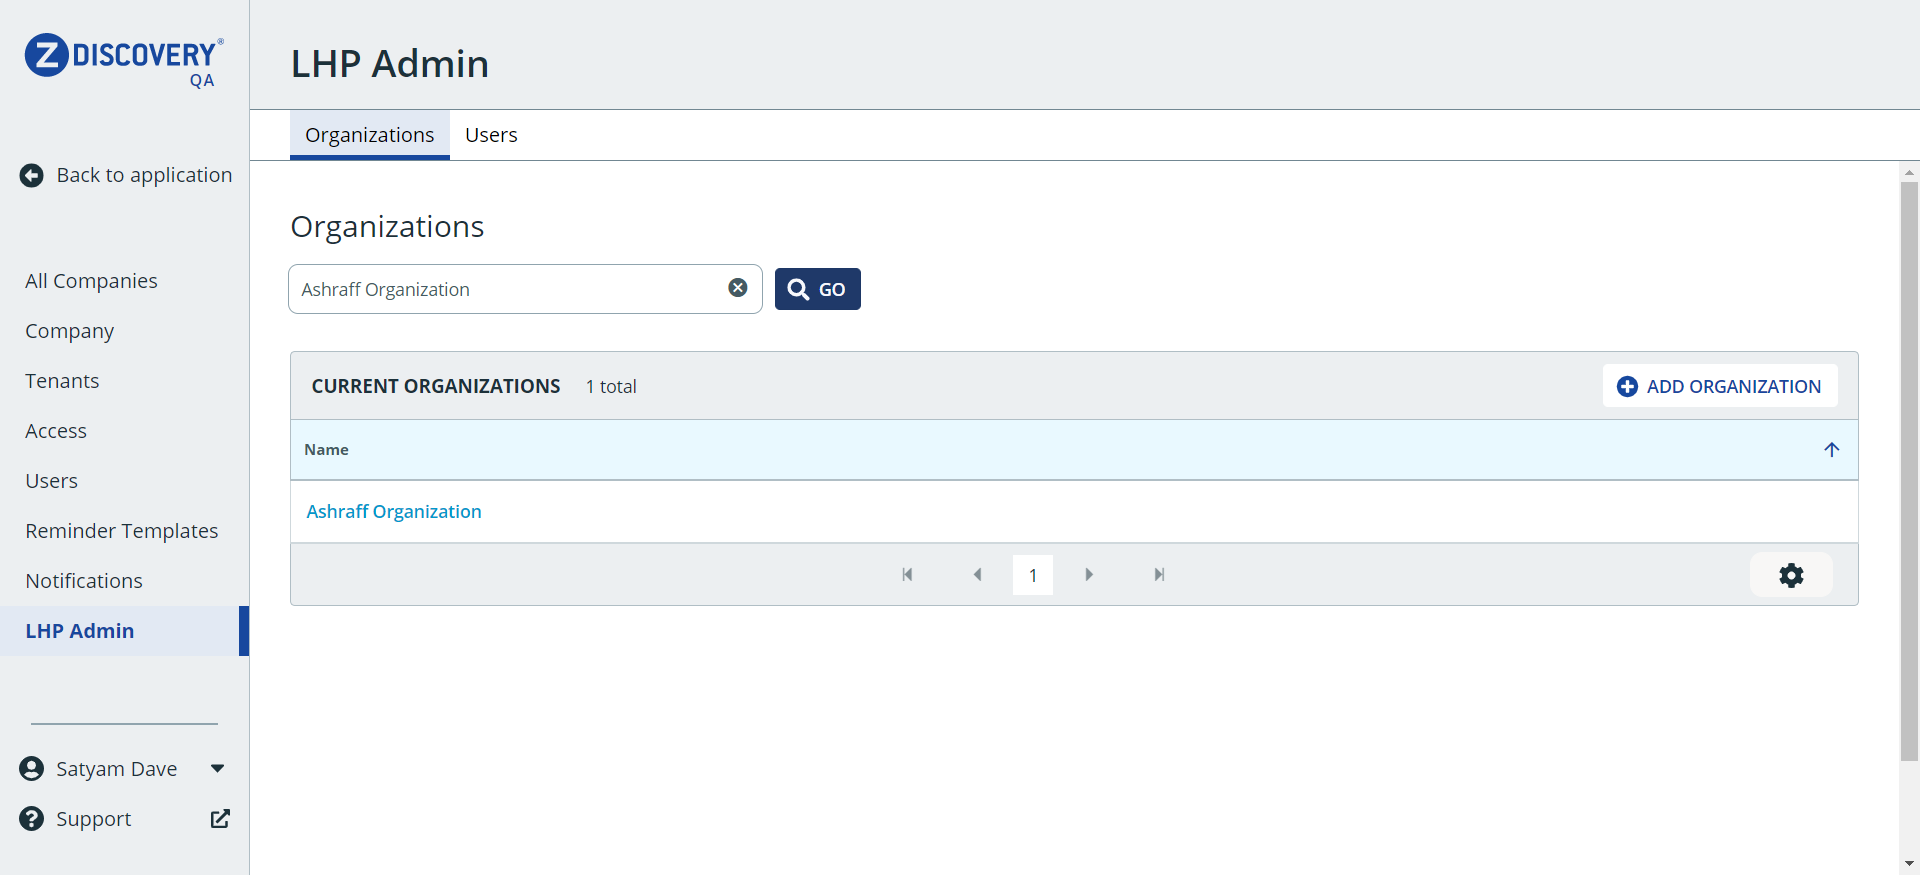 Z DISCOVERY®
QA
Back to application
All Companies
Company
Tenants
Access
Users
Reminder Templates
Notifications
LHP Admin
Satyam Dave
Support
LHP Admin
Organizations Users
Organizations
Ashraff Organization GO
CURRENT ORGANIZATIONS 1 total ADD ORGANIZATION
Name
Ashraff Organization
1